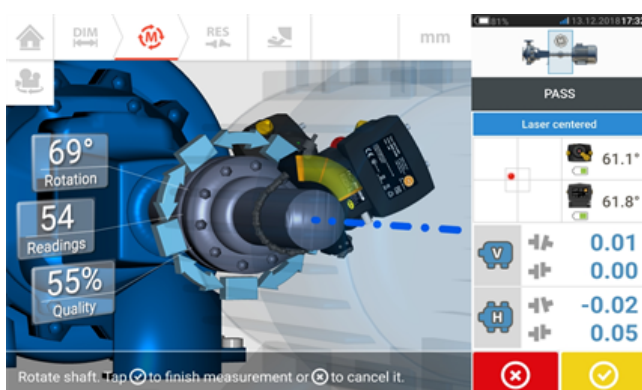 DIM
M
RES
mm
81%
13.12.2018 17:32
M
PASS
Laser centered
61.1°
61.8°
69°
Rotation
54
Readings
55%
Quality
V
0.01
0.00
H
-0.02
0.05
Rotate shaft. Tap to finish measurement or to cancel it.